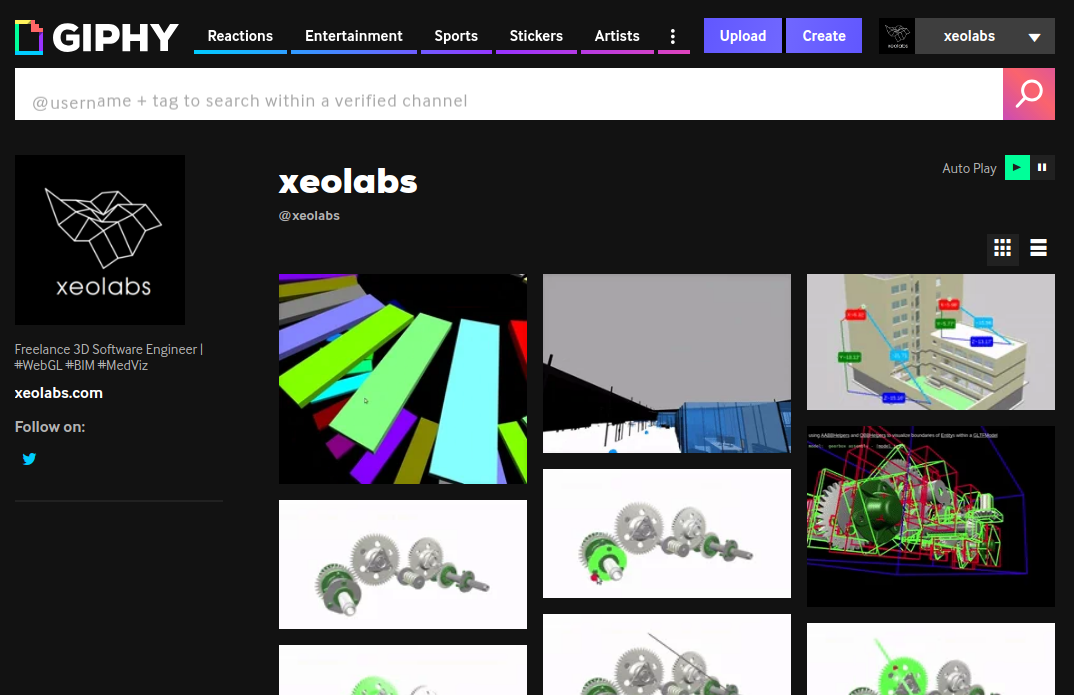 GIPHY
Reactions
Entertainment
Sports
Stickers
Artists
Upload
Create
xeolabs
xeolabs
@username + tag to search within a verified channel
xeolabs
Freelance 3D Software Engineer |
#WebGL #BIM #MedViz
xeolabs.com
Follow on:
xeolabs
@xeolabs
Auto Play
using AABBHelpers and OBBHelpers to visualize boundaries of Entitys within a GLTFModel